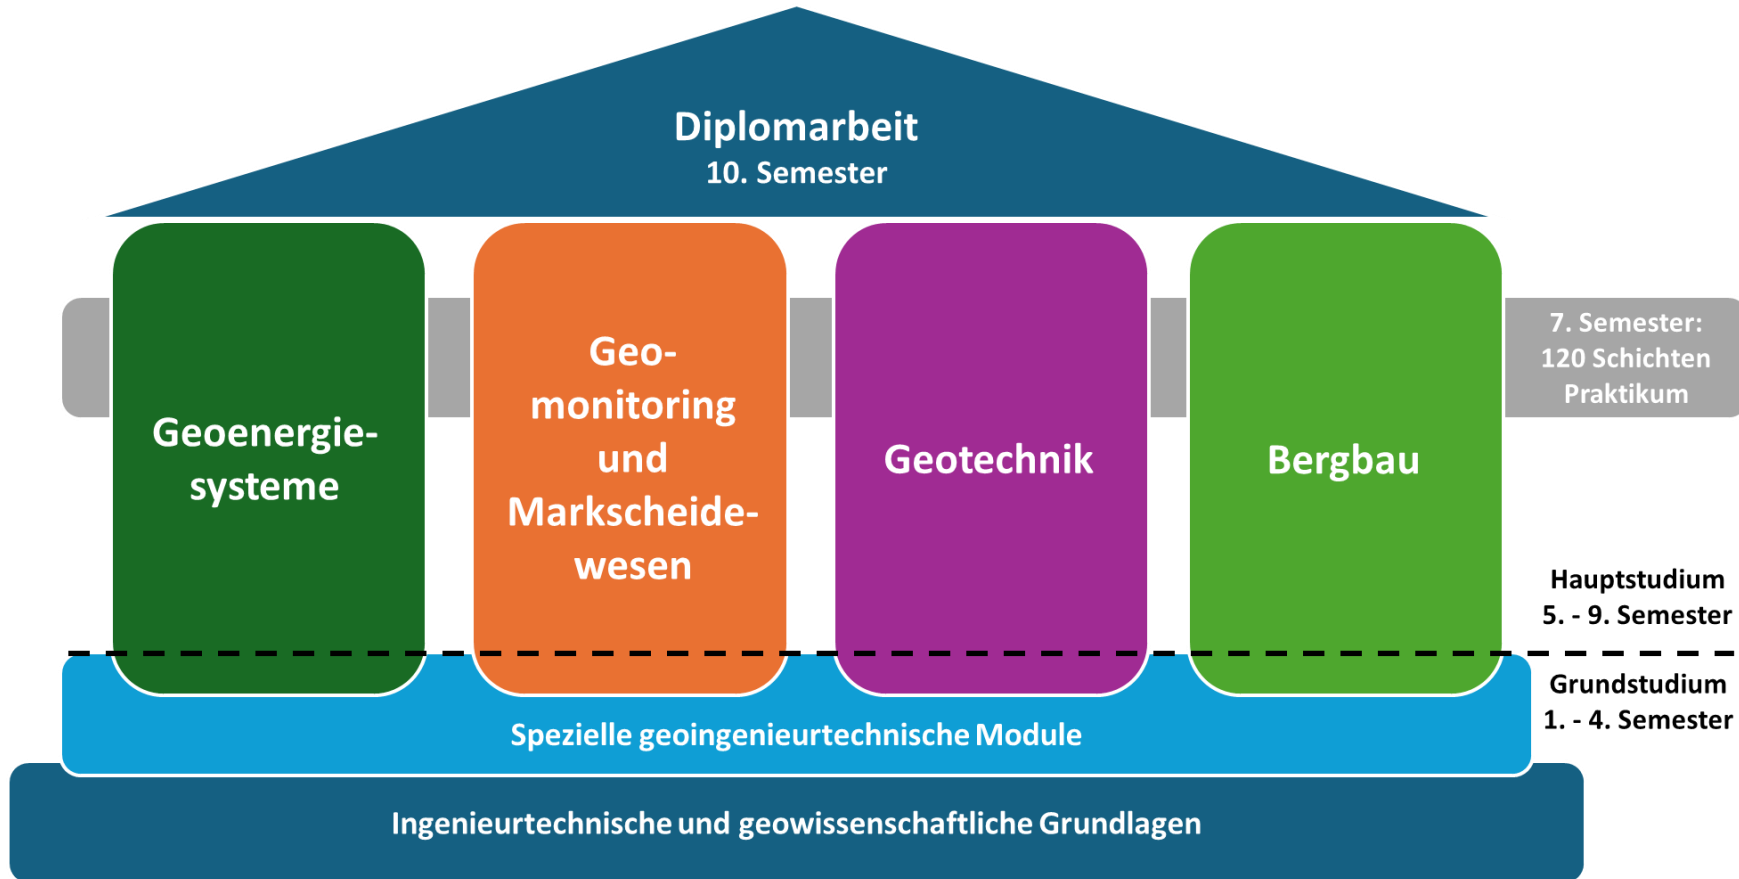 Diplomarbeit
10. Semester
Geoenergie-
systeme
Geo-
monitoring
und
Markscheide-
wesen
Geotechnik
Bergbau
7. Semester:
120 Schichten
Praktikum
Hauptstudium
5. - 9. Semester
Grundstudium
1. - 4. Semester
Spezielle geoingenieurtechnische Module
Ingenieurtechnische und geowissenschaftliche Grundlagen